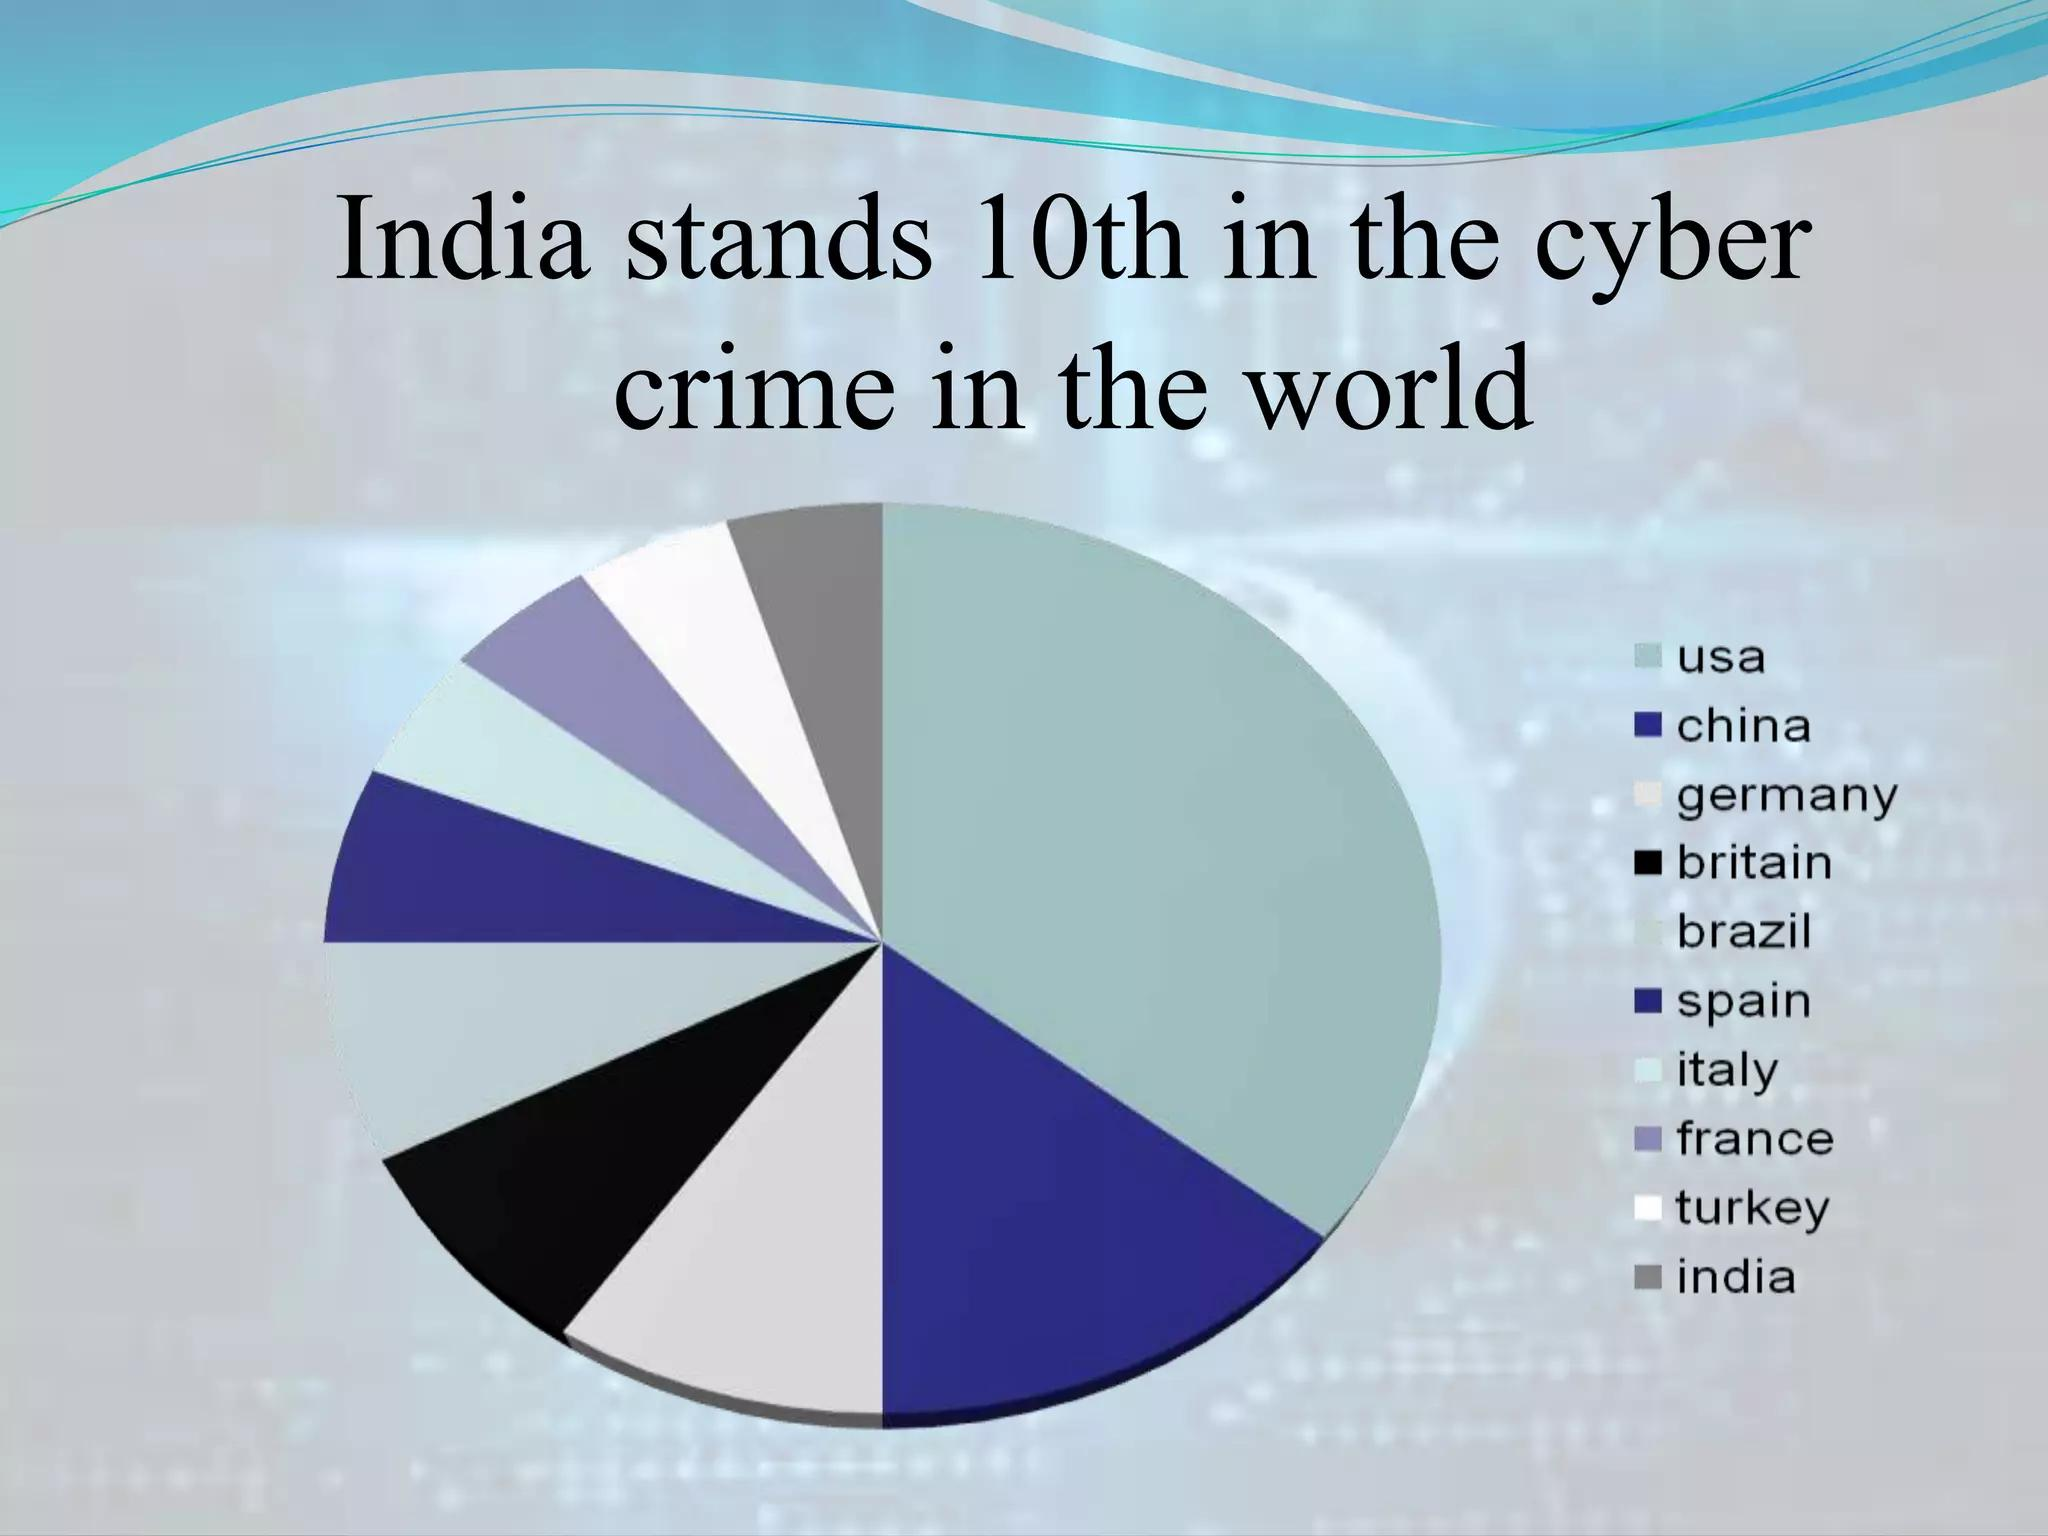 India stands 10th in the cyber
crime in the world
usa
china
germany
britain
brazil
spain
italy
france
turkey
india